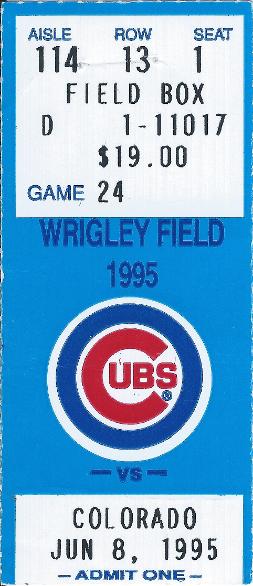 AISLE ROW SEAT
114 13 1
FIELD BOX
D 1-11017
$19.00
GAME 24
WRIGLEY FIELD
1995
CUBS®
—VS—
COLORADO
JUN 8, 1995
—ADMIT ONE—